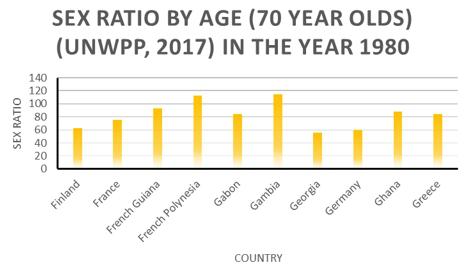 SEX RATIO BY AGE (70 YEAR OLDS)
(UNWPP, 2017) IN THE YEAR 1980
SEX RATIO
140
120
100
80
60
40
20
0
Finland
France
French Guiana
French Polynesia
Gabon
Gambia
Georgia
Germany
Ghana
Greece
COUNTRY